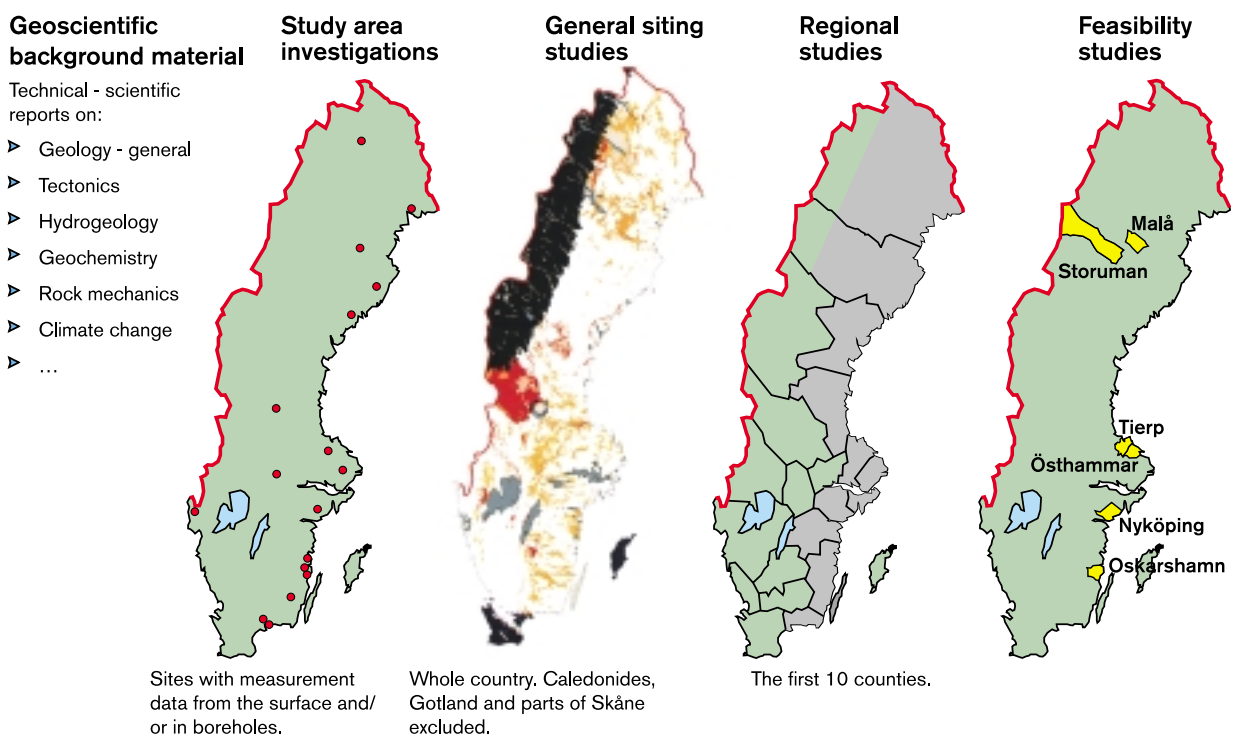 Geoscientific
background material
Technical - scientific
reports on:
Geology - general
Tectonics
Hydrogeology
Geochemistry
Rock mechanics
Climate change
...
Study area
investigations
Sites with measurement
data from the surface and/
or in boreholes.
General siting
studies
Whole country. Caledonides,
Gotland and parts of Skåne
excluded.
Regional
studies
The first 10 counties.
Feasibility
studies
Malå
Storuman
Tierp
Östhammar
Nyköping
Oskarshamn